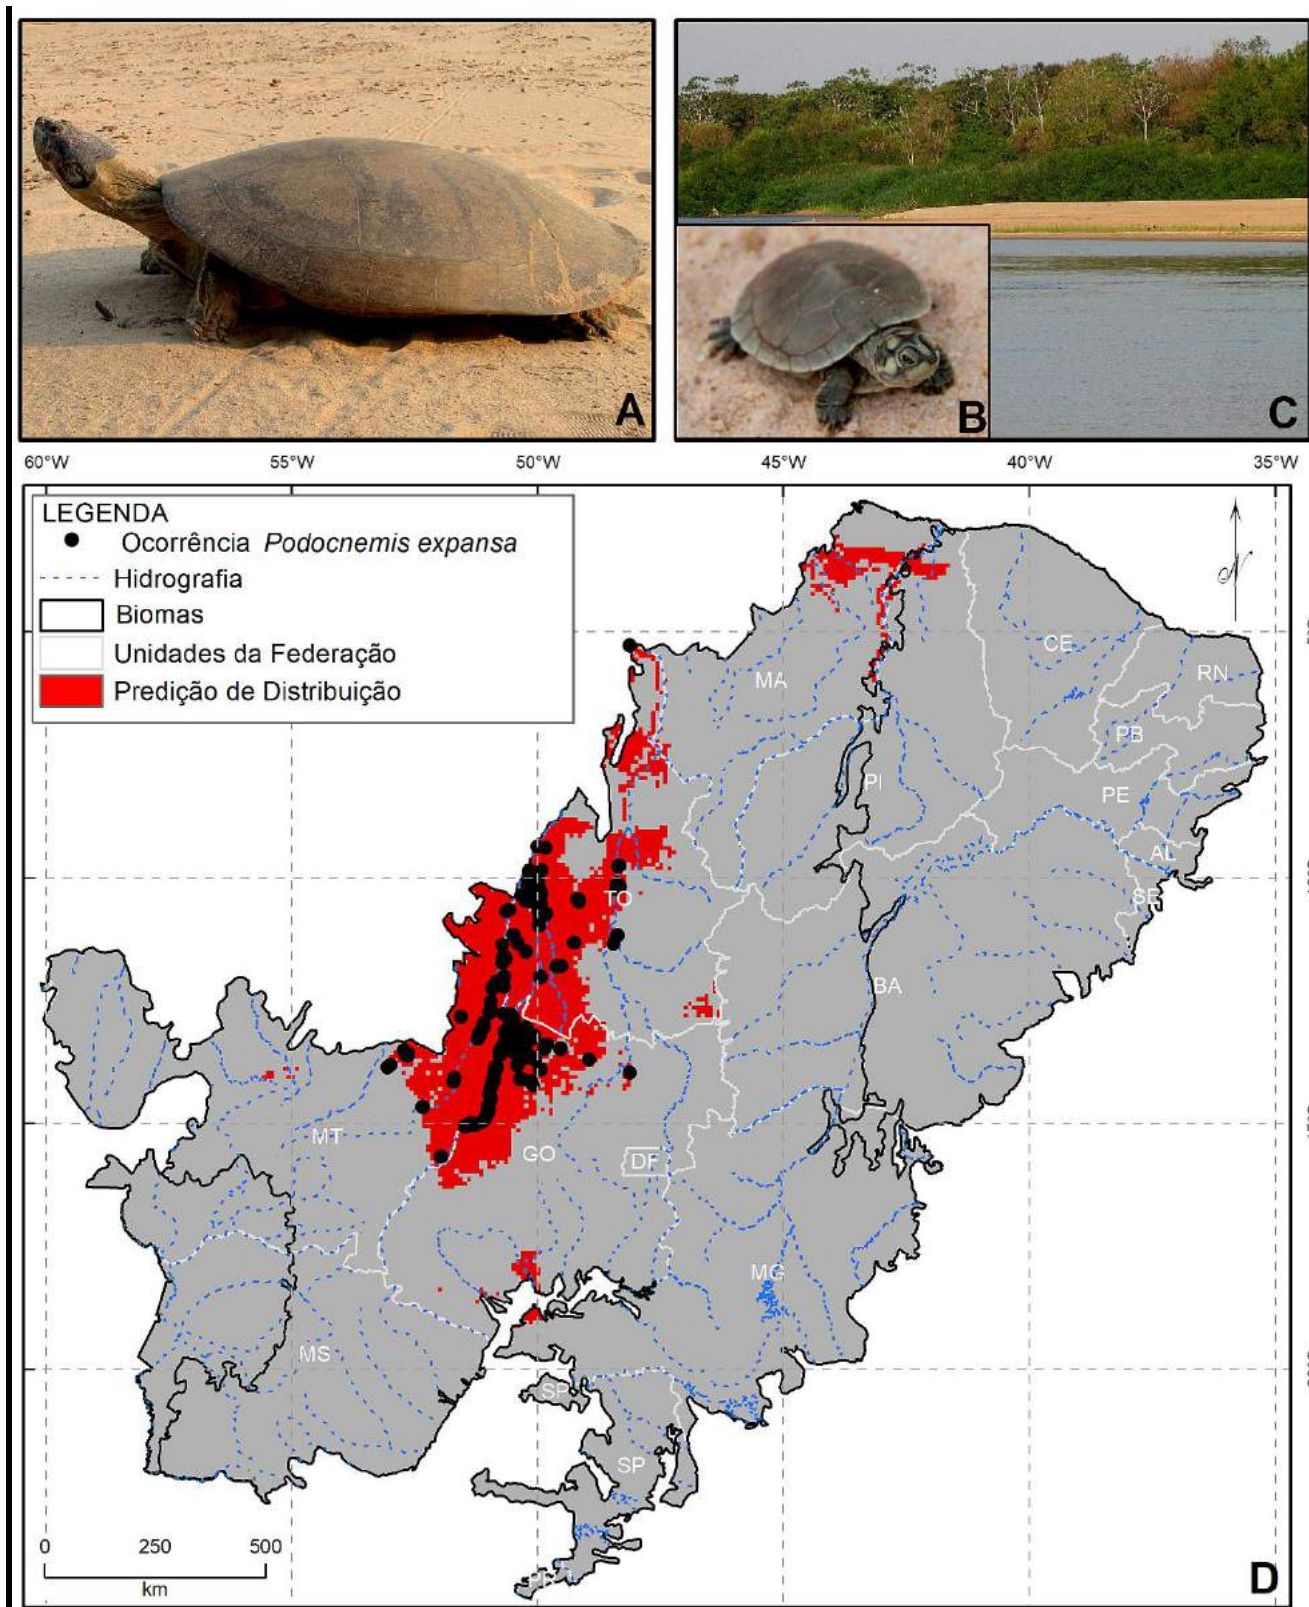 A
B
C
60°W 55°W 50°W 45°W 40°W 35°W
LEGENDA
Ocorrência Podocnemis expansa
Hidrografia
Biomas
Unidades da Federação
Predição de Distribuição
N
CE
MA
RN
PB
PI
PE
AL
TO
SE
BA
MT
GO
DF
MG
MS
SP
SP
PR
0 250 500
km
D